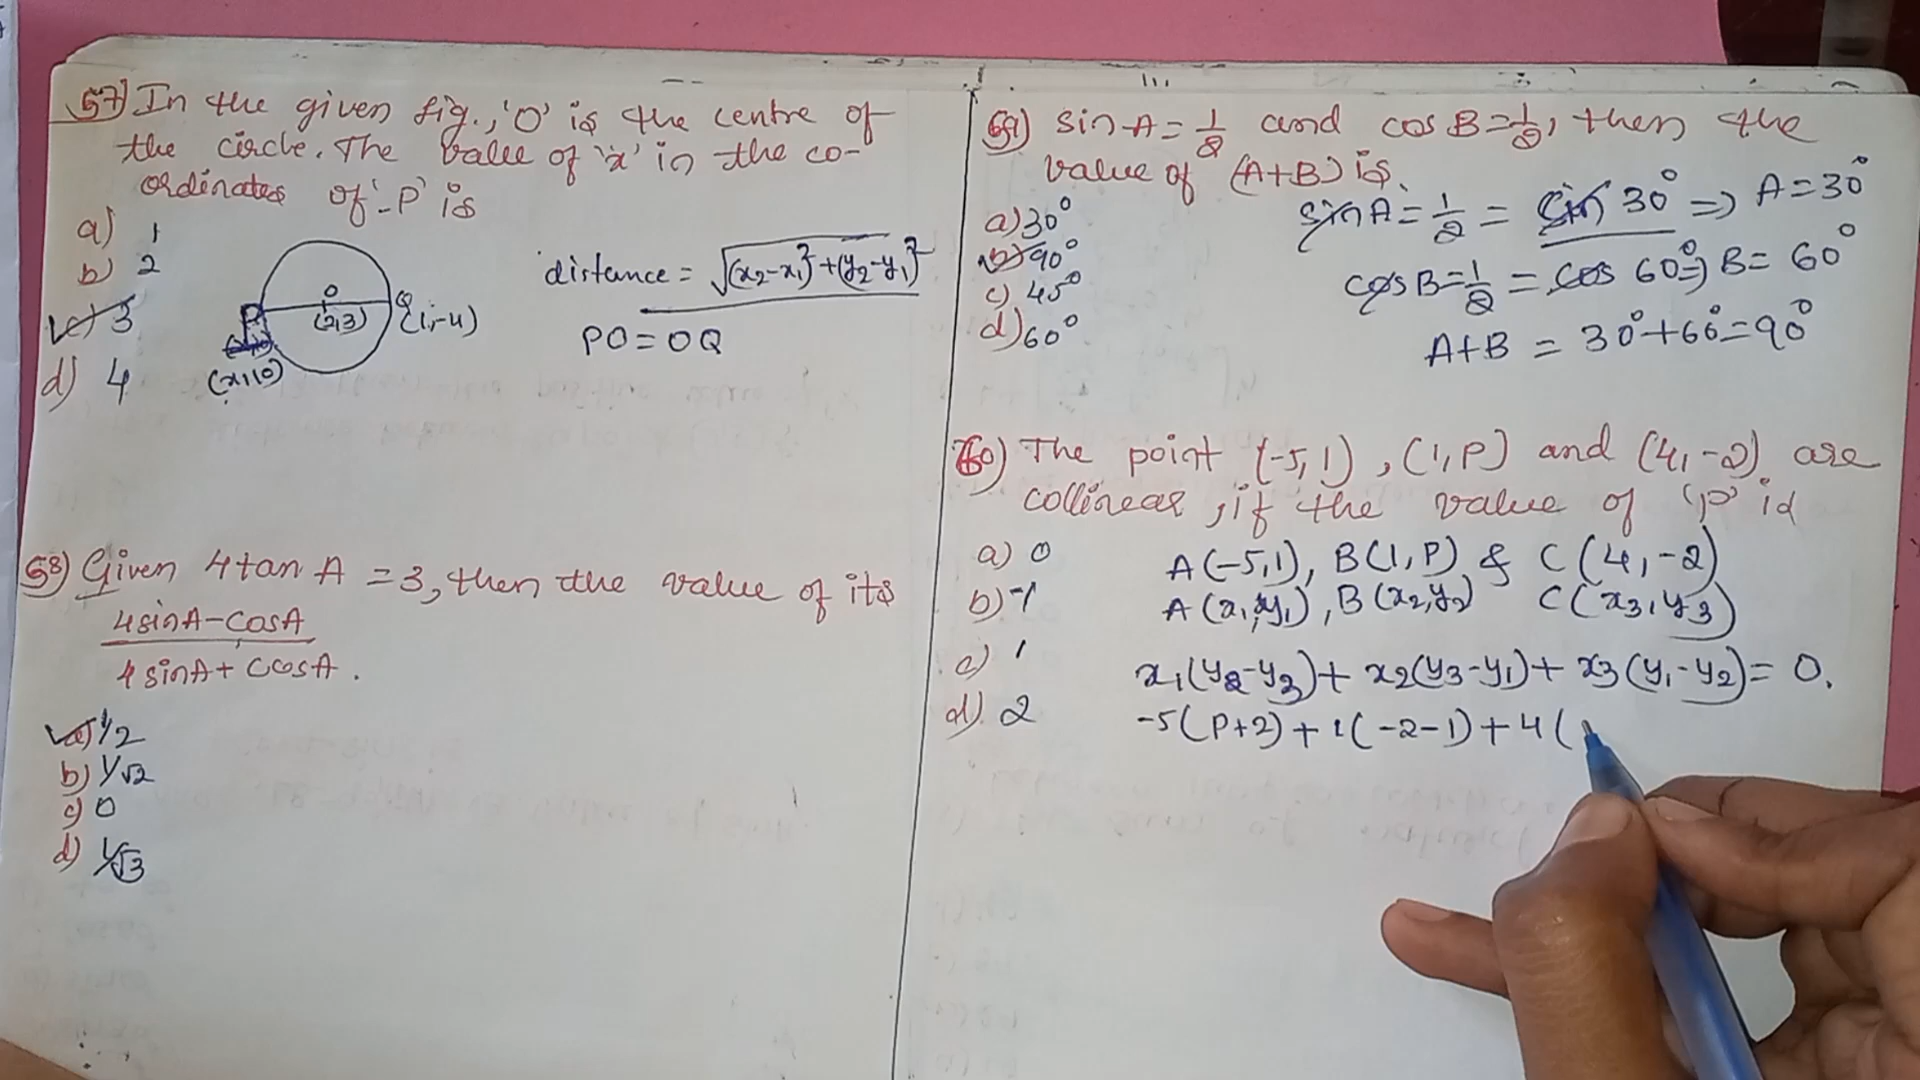 57) In the given fig., 'O' is the centre of
the circle. The value of 'x' in the co-
ordinates of 'P' is
a) 1
b) 2
c) 3
d) 4
O
(2,3)
P
Q
(1,-4)
(x,10)
distance = √(x₂-x₁)²+(y₂-y₁)²
PO = OQ
58) Given 4tan A = 3, then the value of its
4sinA-cosA
4sinA+CcosA.
a) 1/2
b) 1/√2
c) 0
d) 1/√3
59) sinA = 1/2 and cosB = 1/2, then the
value of (A+B) is.
a) 30°
b) 90°
c) 45°
d) 60°
sinA = 1/2 = sin 30° => A = 30°
cosB = 1/2 = cos 60° => B = 60°
A+B = 30°+60° = 90°
60) The point (-5,1), (1,P) and (4,-2) are
collinear, if the value of 'p' id
a) 0
b) -1
c) 1
d) 2
A(-5,1), B(1,P) & C(4,-2)
A(x₁,y₁), B(x₂,y₂) C(x₃,y₃)
x₁(y₂-y₃)+x₂(y₃-y₁)+x₃(y₁-y₂)=0.
-5(P+2)+1(-2-1)+4(